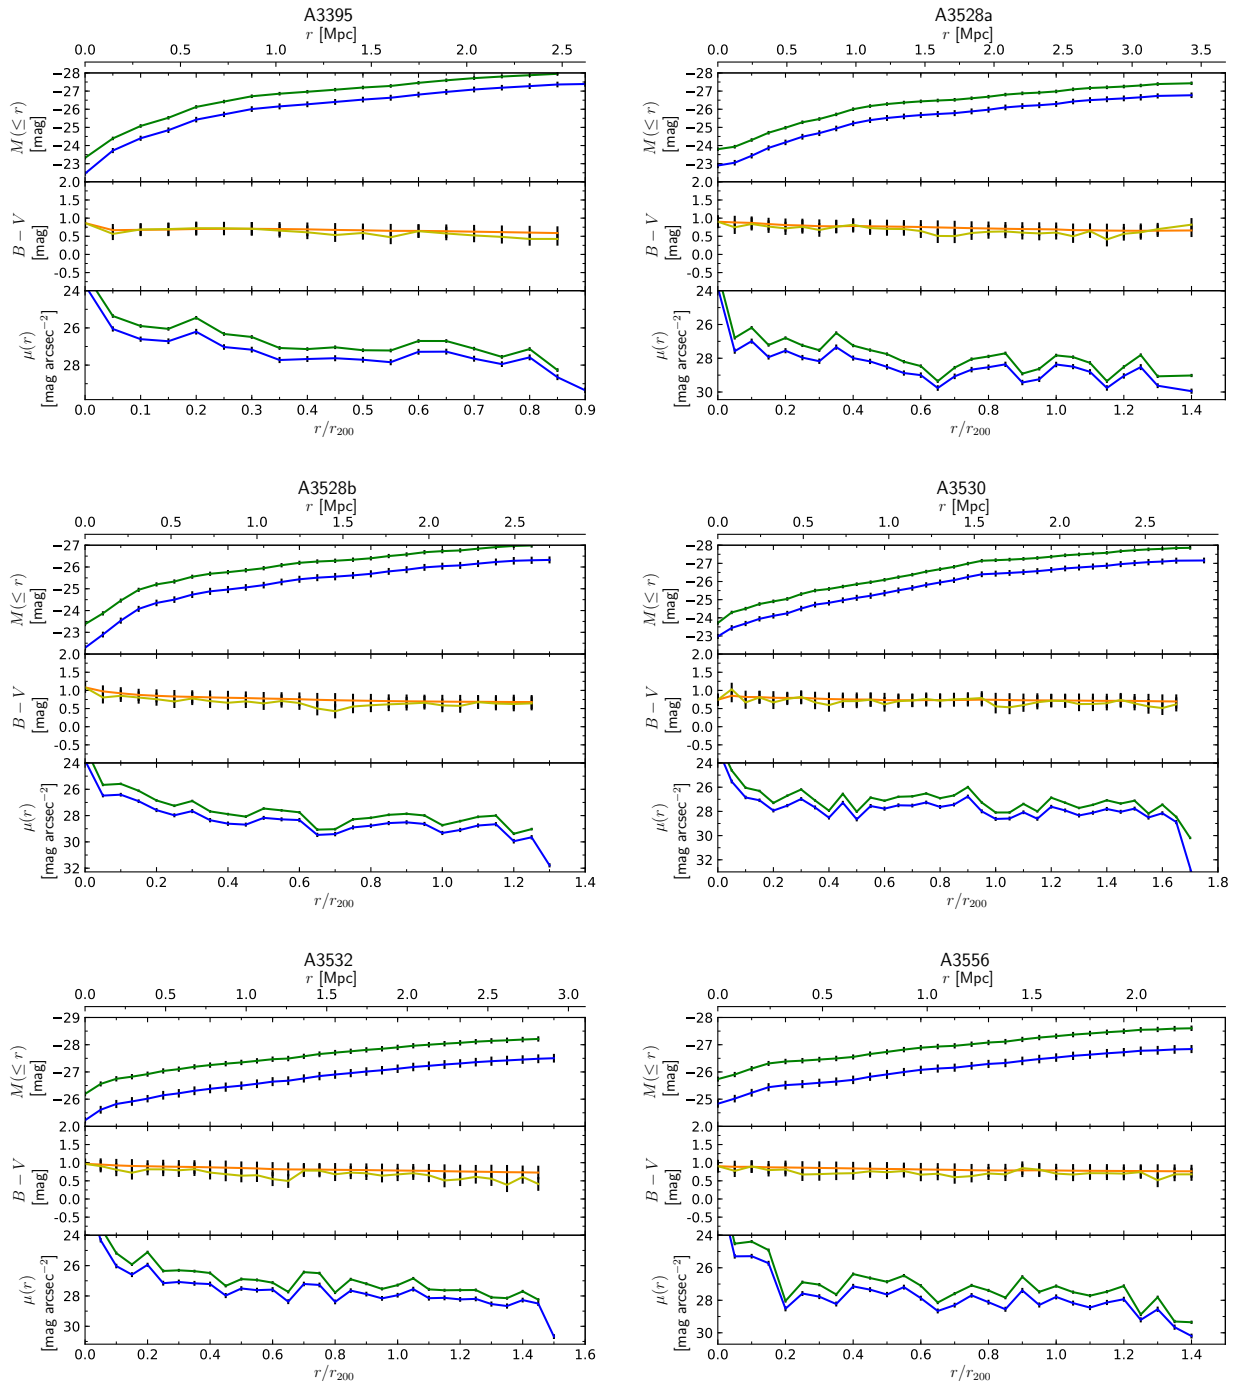 A3395
r [Mpc]
0.0 0.5 1.0 1.5 2.0 2.5
−28
−27
−26
−25
−24
−23
M(≤ r)
[mag]
2.0
1.5
1.0
0.5
0.0
-0.5
B − V
[mag]
24
26
28
μ(r)
[mag arcsec−2]
0.0 0.1 0.2 0.3 0.4 0.5 0.6 0.7 0.8 0.9
r/r200
A3528a
r [Mpc]
0.0 0.5 1.0 1.5 2.0 2.5 3.0 3.5
−28
−27
−26
−25
−24
−23
M(≤ r)
[mag]
2.0
1.5
1.0
0.5
0.0
-0.5
B − V
[mag]
24
26
28
30
μ(r)
[mag arcsec−2]
0.0 0.2 0.4 0.6 0.8 1.0 1.2 1.4
r/r200
A3528b
r [Mpc]
0.0 0.5 1.0 1.5 2.0 2.5
−27
−26
−25
−24
−23
M(≤ r)
[mag]
2.0
1.5
1.0
0.5
0.0
-0.5
B − V
[mag]
24
26
28
30
32
μ(r)
[mag arcsec−2]
0.0 0.2 0.4 0.6 0.8 1.0 1.2 1.4
r/r200
A3530
r [Mpc]
0.0 0.5 1.0 1.5 2.0 2.5
−28
−27
−26
−25
−24
−23
M(≤ r)
[mag]
2.0
1.5
1.0
0.5
0.0
-0.5
B − V
[mag]
24
26
28
30
32
μ(r)
[mag arcsec−2]
0.0 0.2 0.4 0.6 0.8 1.0 1.2 1.4 1.6 1.8
r/r200
A3532
r [Mpc]
0.0 0.5 1.0 1.5 2.0 2.5 3.0
−29
−28
−27
−26
−25
M(≤ r)
[mag]
2.0
1.5
1.0
0.5
0.0
-0.5
B − V
[mag]
24
26
28
30
μ(r)
[mag arcsec−2]
0.0 0.2 0.4 0.6 0.8 1.0 1.2 1.4 1.6
r/r200
A3556
r [Mpc]
0.0 0.5 1.0 1.5 2.0
−28
−27
−26
−25
−24
M(≤ r)
[mag]
2.0
1.5
1.0
0.5
0.0
-0.5
B − V
[mag]
24
26
28
30
μ(r)
[mag arcsec−2]
0.0 0.2 0.4 0.6 0.8 1.0 1.2 1.4
r/r200